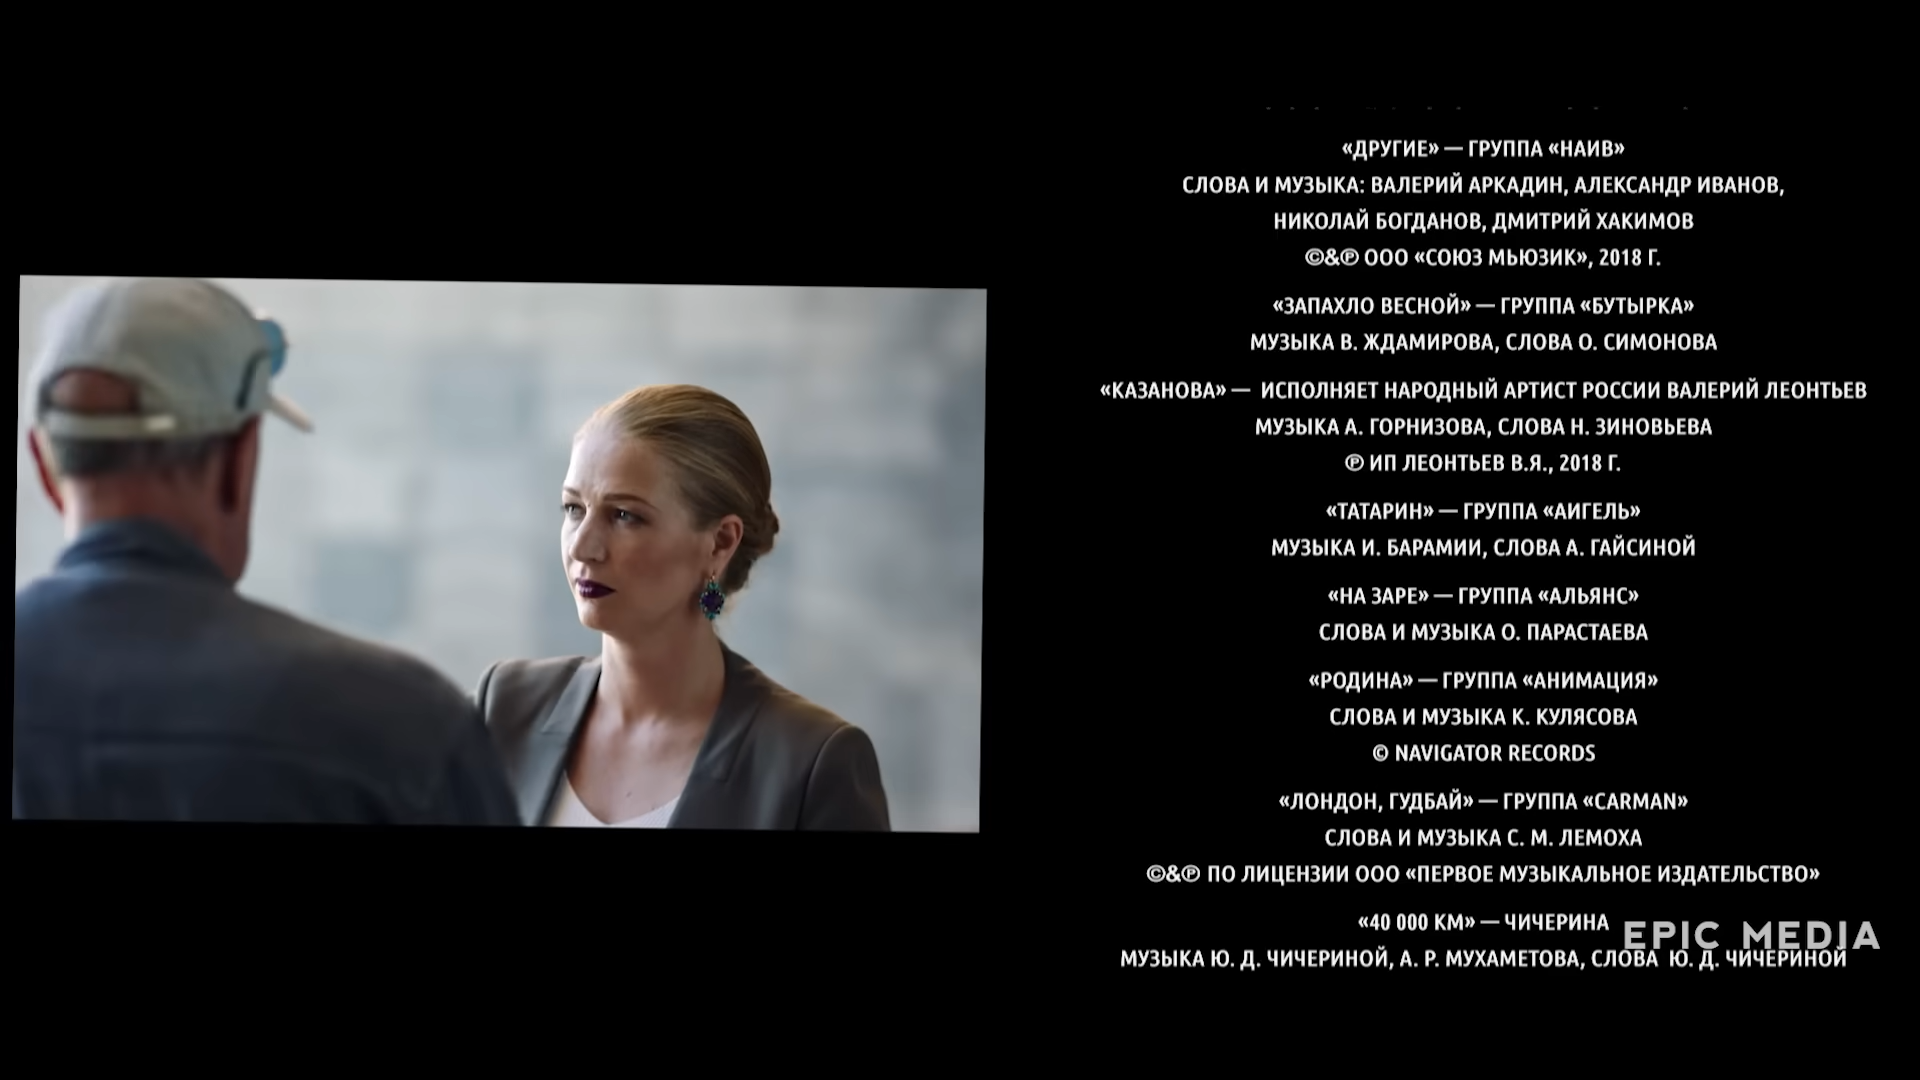 «ДРУГИЕ» — ГРУППА «НАИВ»
СЛОВА И МУЗЫКА: ВАЛЕРИЙ АРКАДИН, АЛЕКСАНДР ИВАНОВ,
НИКОЛАЙ БОГДАНОВ, ДМИТРИЙ ХАКИМОВ
©&℗ ООО «СОЮЗ МЬЮЗИК», 2018 Г.
«ЗАПАХЛО ВЕСНОЙ» — ГРУППА «БУТЫРКА»
МУЗЫКА В. ЖДАМИРОВА, СЛОВА О. СИМОНОВА
«КАЗАНОВА» — ИСПОЛНЯЕТ НАРОДНЫЙ АРТИСТ РОССИИ ВАЛЕРИЙ ЛЕОНТЬЕВ
МУЗЫКА А. ГОРНИЗОВА, СЛОВА Н. ЗИНОВЬЕВА
℗ ИП ЛЕОНТЬЕВ В.Я., 2018 Г.
«ТАТАРИН» — ГРУППА «АИГЕЛЬ»
МУЗЫКА И. БАРАМИИ, СЛОВА А. ГАЙСИНОЙ
«НА ЗАРЕ» — ГРУППА «АЛЬЯНС»
СЛОВА И МУЗЫКА О. ПАРАСТАЕВА
«РОДИНА» — ГРУППА «АНИМАЦИЯ»
СЛОВА И МУЗЫКА К. КУЛЯСОВА
© NAVIGATOR RECORDS
«ЛОНДОН, ГУДБАЙ» — ГРУППА «CARMAN»
СЛОВА И МУЗЫКА С. М. ЛЕМОХА
©&℗ ПО ЛИЦЕНЗИИ ООО «ПЕРВОЕ МУЗЫКАЛЬНОЕ ИЗДАТЕЛЬСТВО»
«40 000 КМ» — ЧИЧЕРИНА
EPIC MEDIA
МУЗЫКА Ю. Д. ЧИЧЕРИНОЙ, А. Р. МУХАМЕТОВА, СЛОВА Ю. Д. ЧИЧЕРИНОЙ